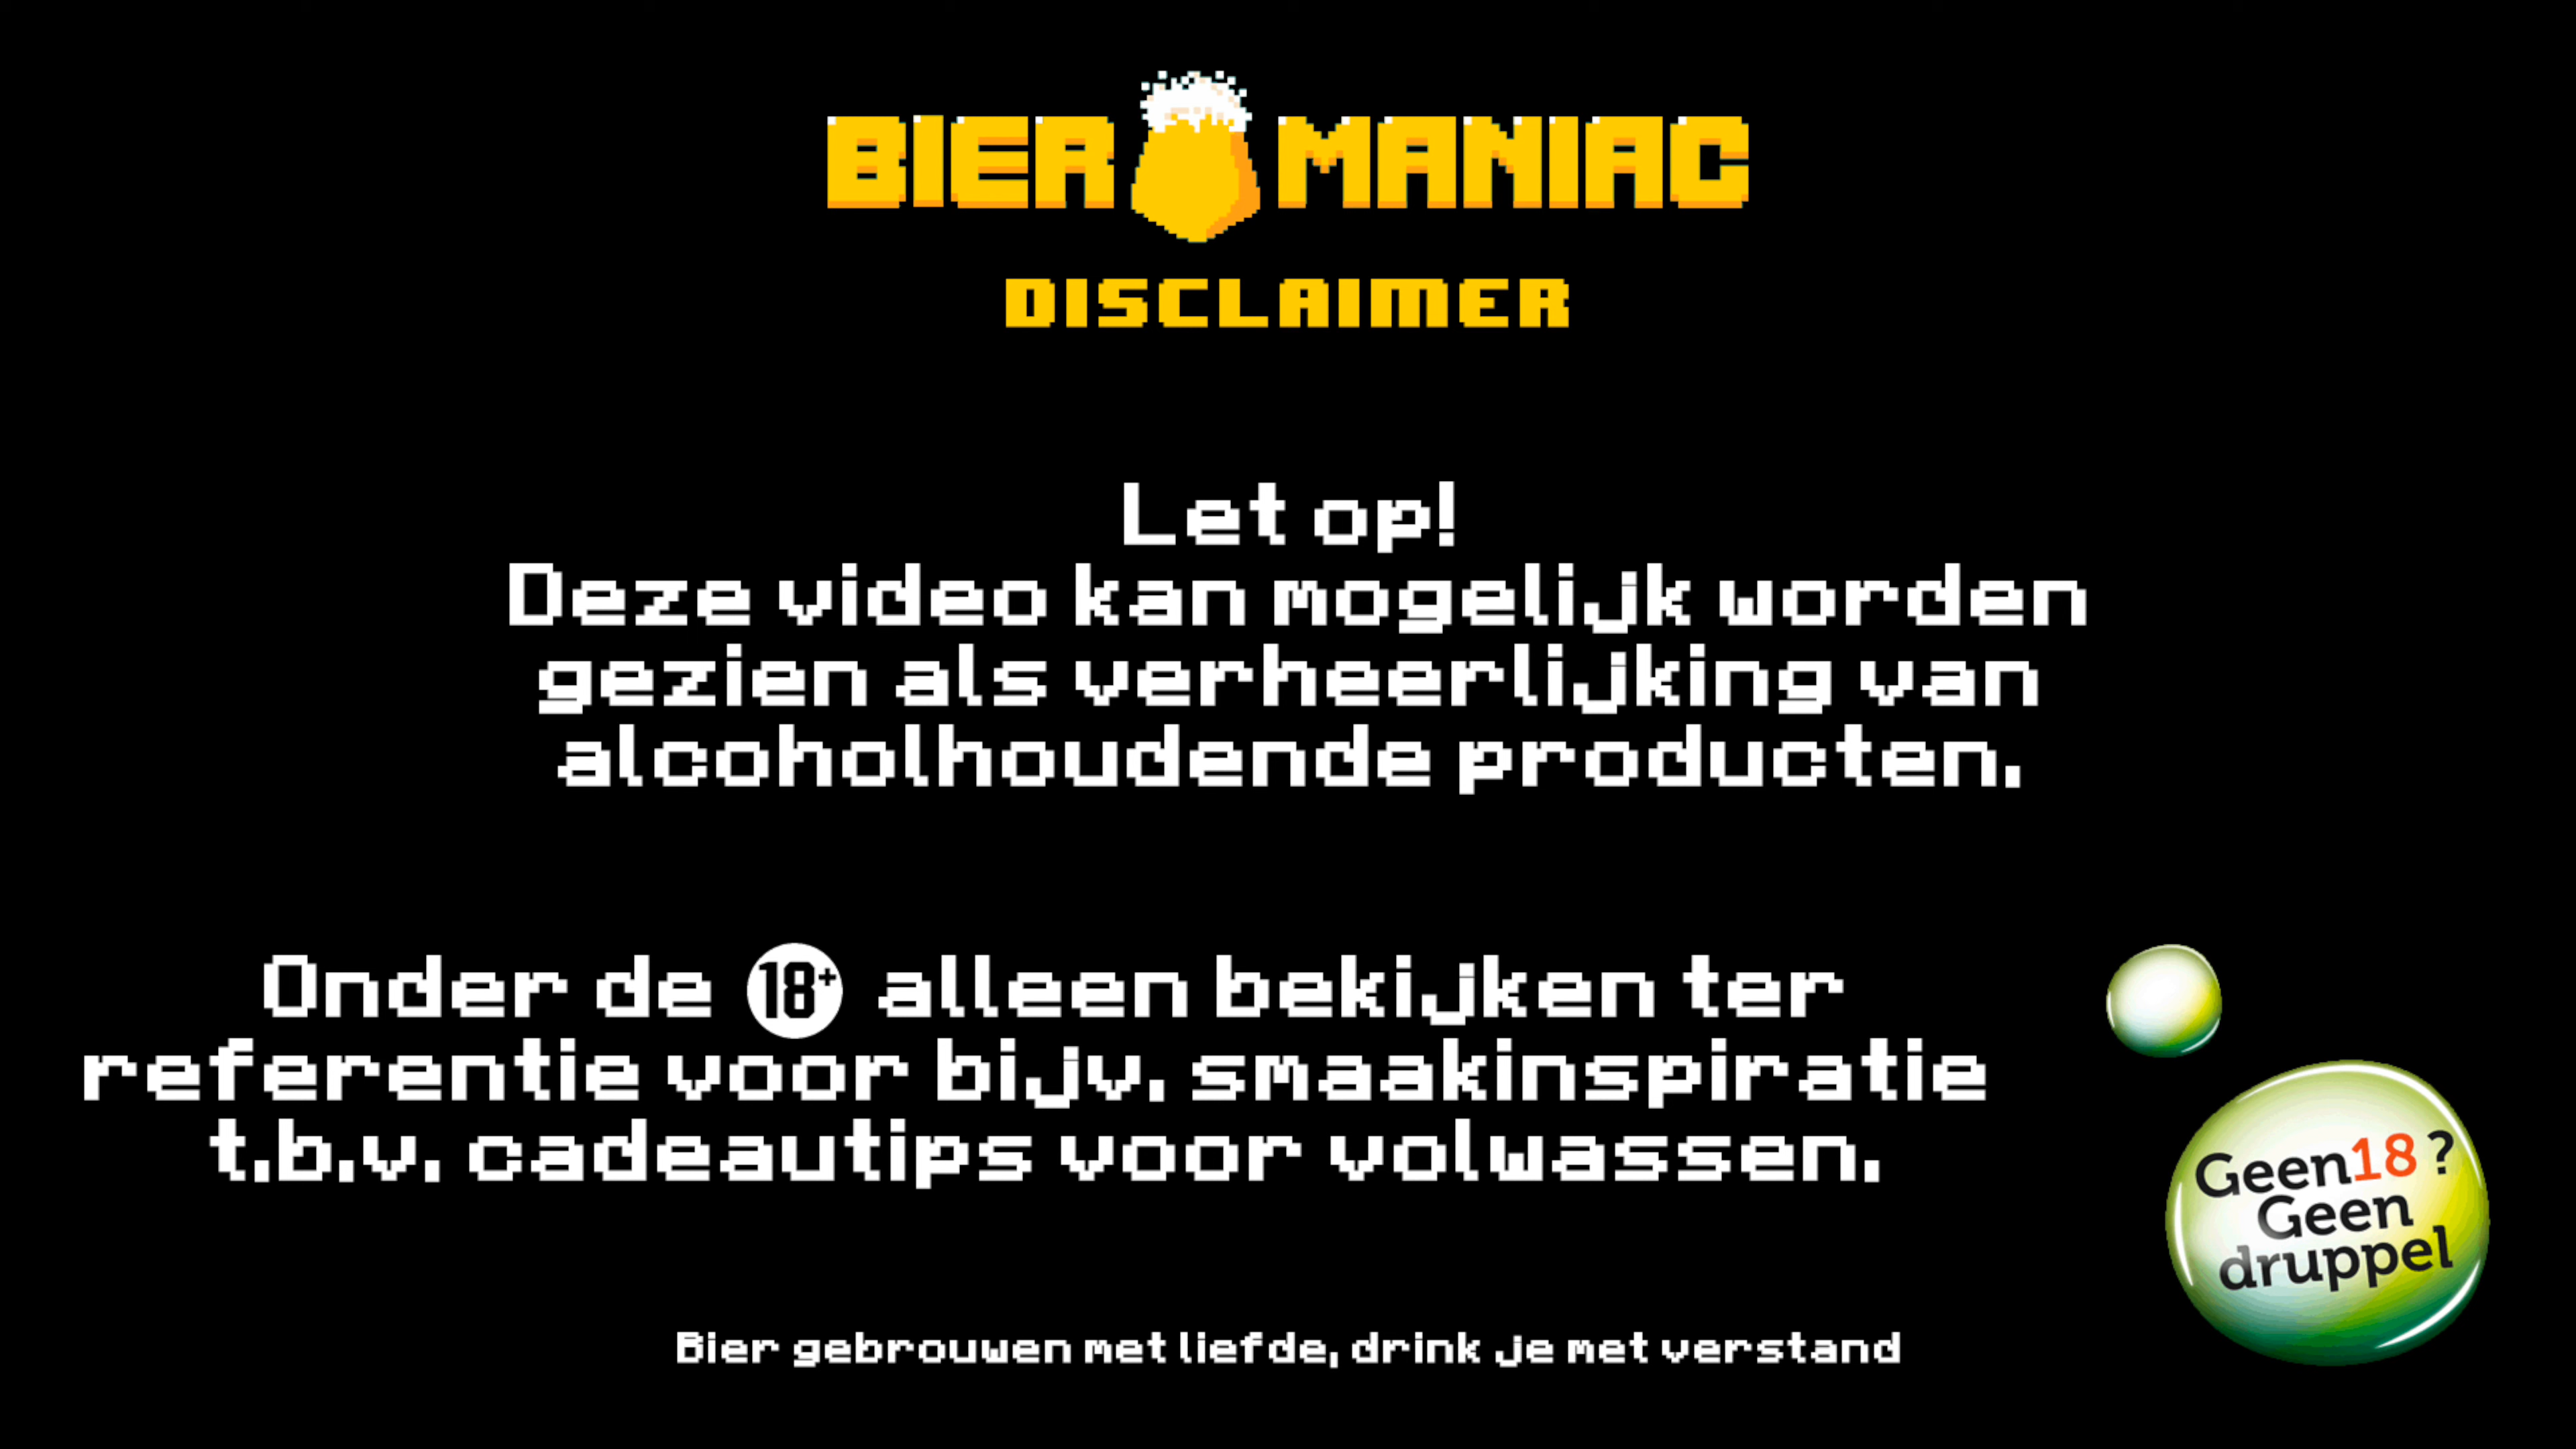 BIER MANIAC
DISCLAIMER
Let op!
Deze video kan mogelijk worden
gezien als verheerlijking van
alcoholhoudende producten.
Onder de 18+ alleen bekijken ter
referentie voor bijv. smaakinspiratie
t.b.v. cadeautips voor volwassen.
Geen18?
Geen
druppel
Bier gebrouwen met liefde, drink je met verstand